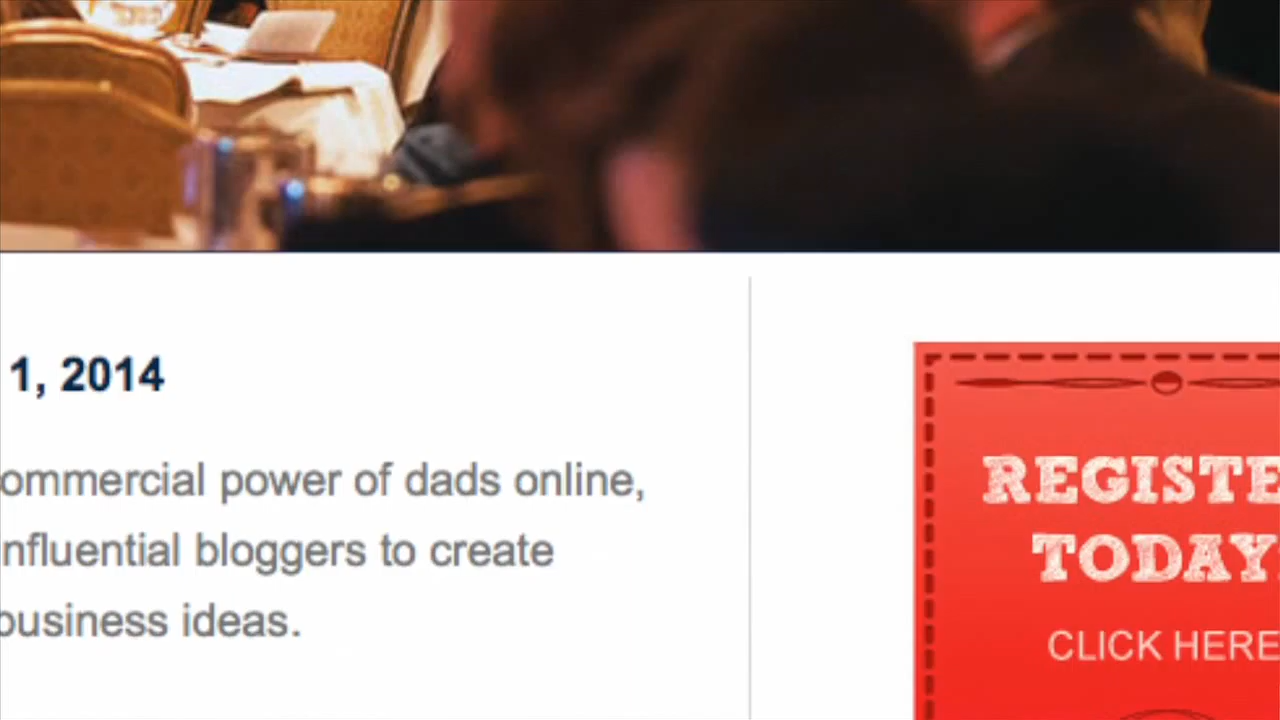 1, 2014
ommercial power of dads online,
nfluential bloggers to create
business ideas.
REGISTE
TODAY
CLICK HERE